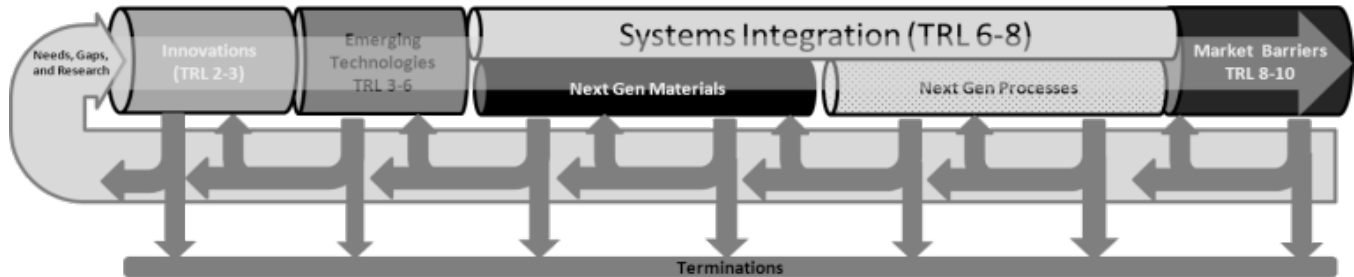 Needs, Gaps,
and Research
Innovations
(TRL 2-3)
Emerging
Technologies
TRL 3-6
Systems Integration (TRL 6-8)
Next Gen Materials
Next Gen Processes
Market Barriers
TRL 8-10
Terminations